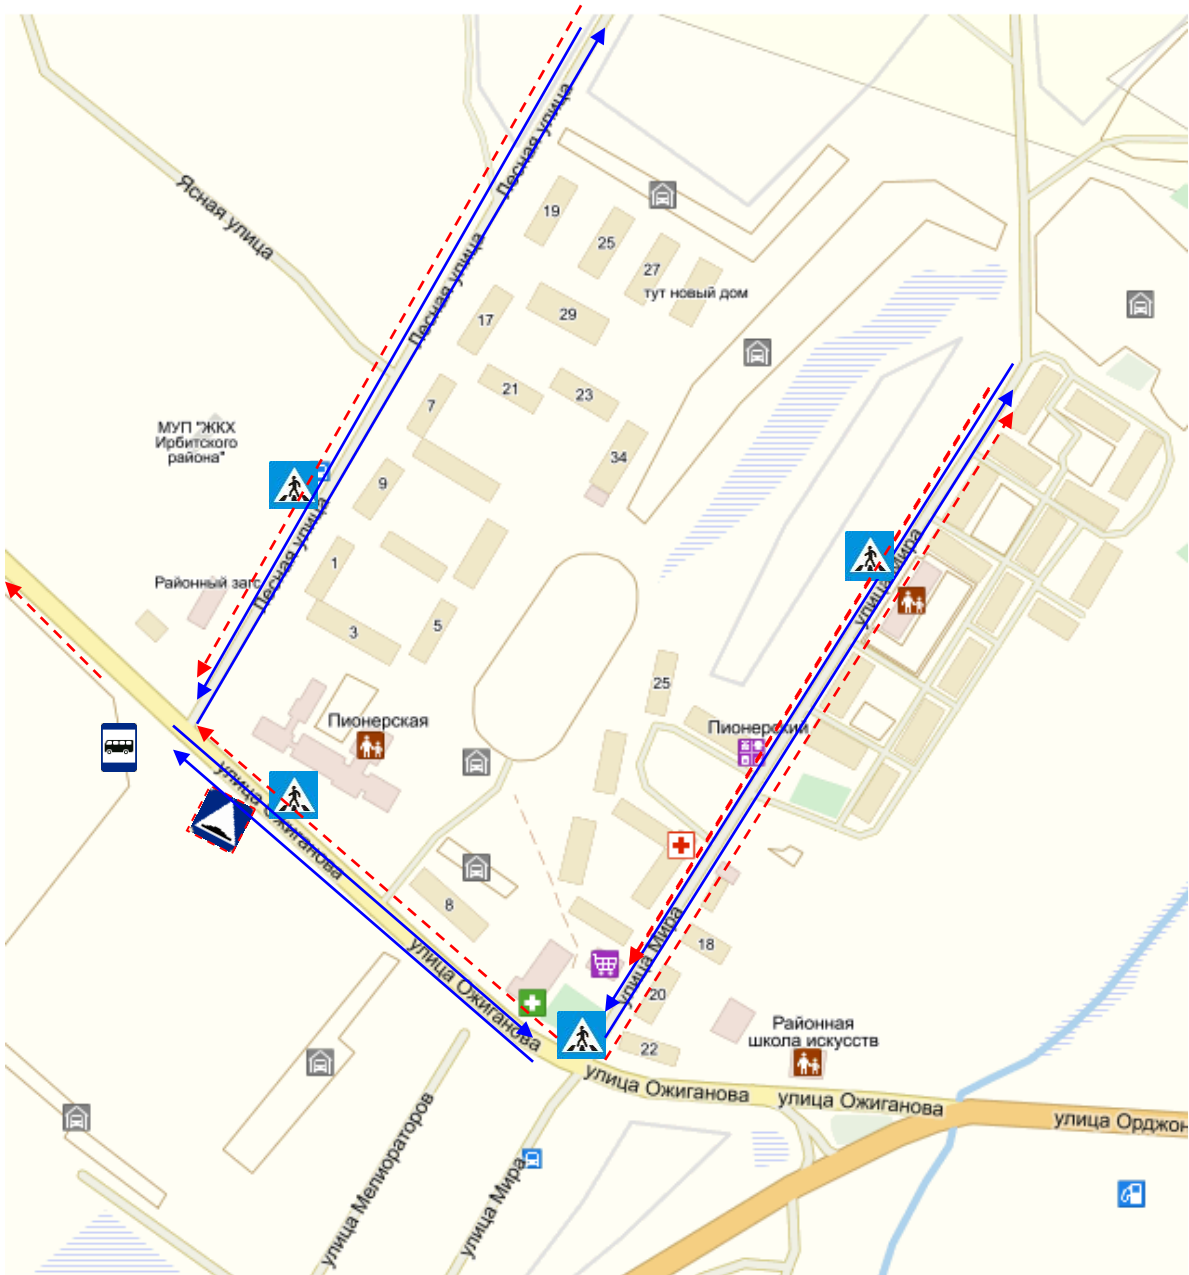 Лесная улица
Ясная улица
19
25
27
тут новый дом
Лесная улица
17
29
21
23
7
МУП "ЖКХ
Ирбитского
района"
34
9
Лесная улица
улица Мира
1
Районный загс
3
5
25
Пионерская
Пионерский
улица Ожиганова
8
улица Ожиганова
улица Мира
18
20
22
Районная
школа искусств
улица Ожиганова
улица Ожиганова
улица Орджон
улица Мелиораторов
улица Мира